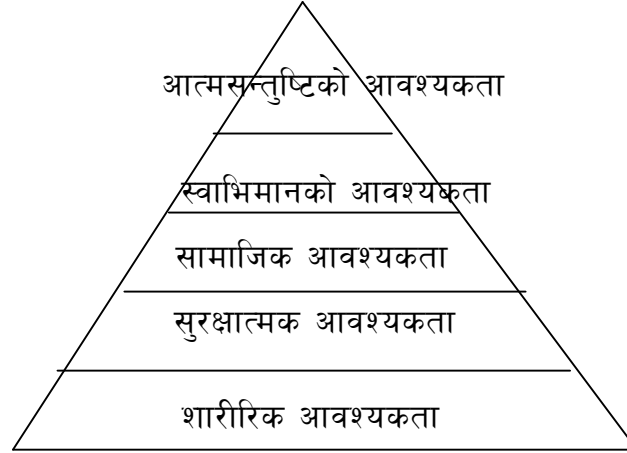 आत्मसन्तुष्टिको आवश्यकता
स्वाभिमानको आवश्यकता
सामाजिक आवश्यकता
सुरक्षात्मक आवश्यकता
शारीरिक आवश्यकता